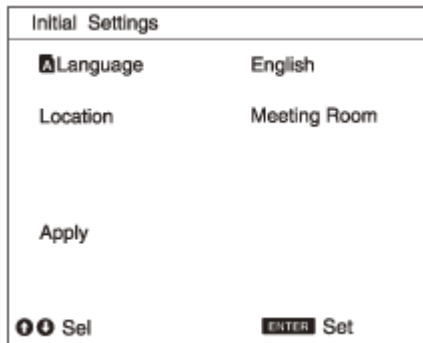 Initial Settings
A Language English
Location Meeting Room
Apply
Sel ENTER Set